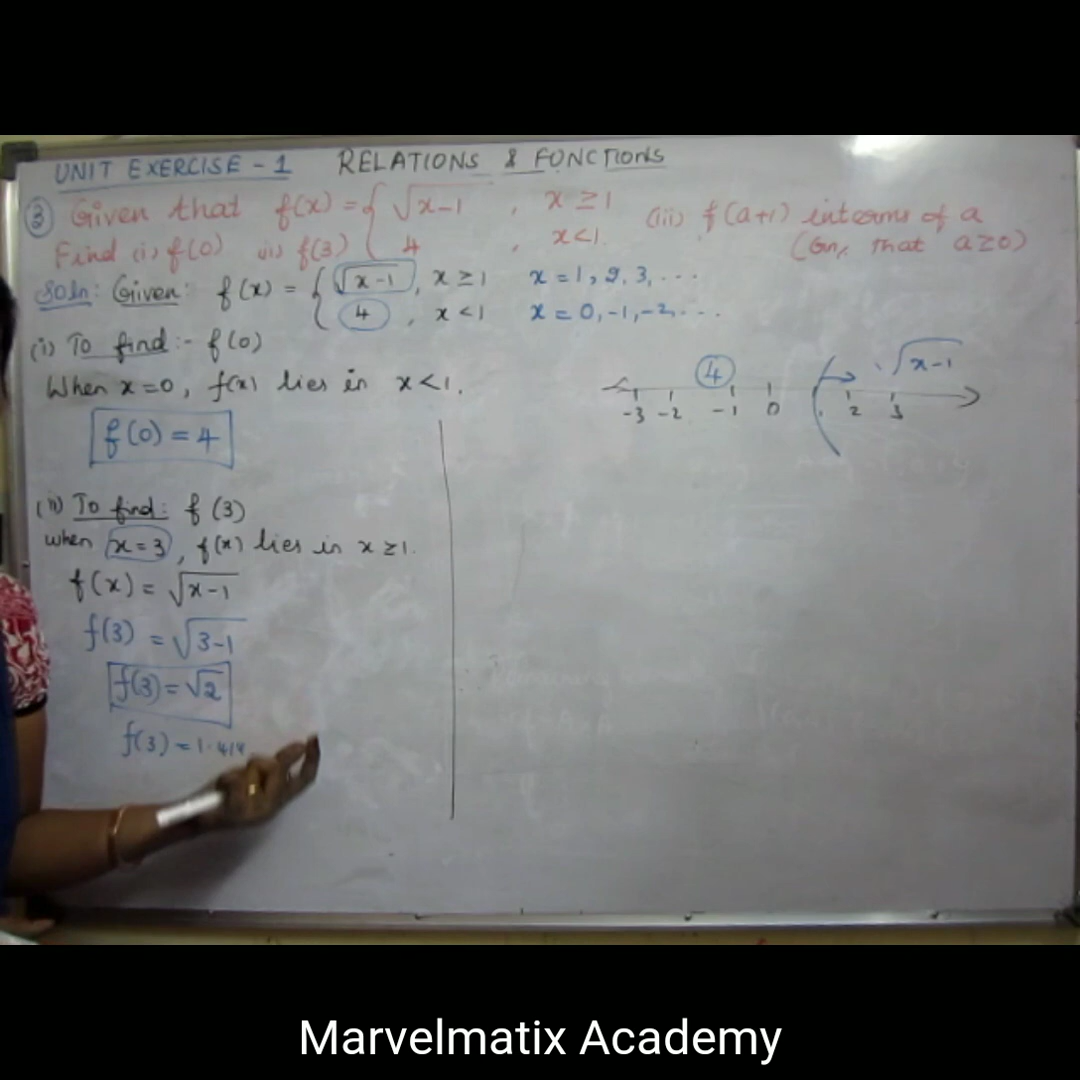 UNIT EXERCISE - 1 RELATIONS & FUNCTIONS
③ Given that f(x) = { √x-1 , x ≥ 1 (iii) f(a+1) interms of a
Find (i) f(0) ii) f(3) { 4 , x < 1. (Gn, that a≥0)
Soln: Given: f(x) = { √x-1 , x ≥ 1 x = 1, 2, 3, ...
4 , x < 1 x = 0, -1, -2, ...
(i) To find:- f(0)
When x=0, f(x) lies in x < 1.
4 √x-1
-3 -2 -1 0 2 3
f(0) = 4
(ii) To find: f(3)
when x=3, f(x) lies in x ≥ 1.
f(x) = √x-1
f(3) = √3-1
f(3) = √2
f(3) = 1.414
Marvelmatix Academy